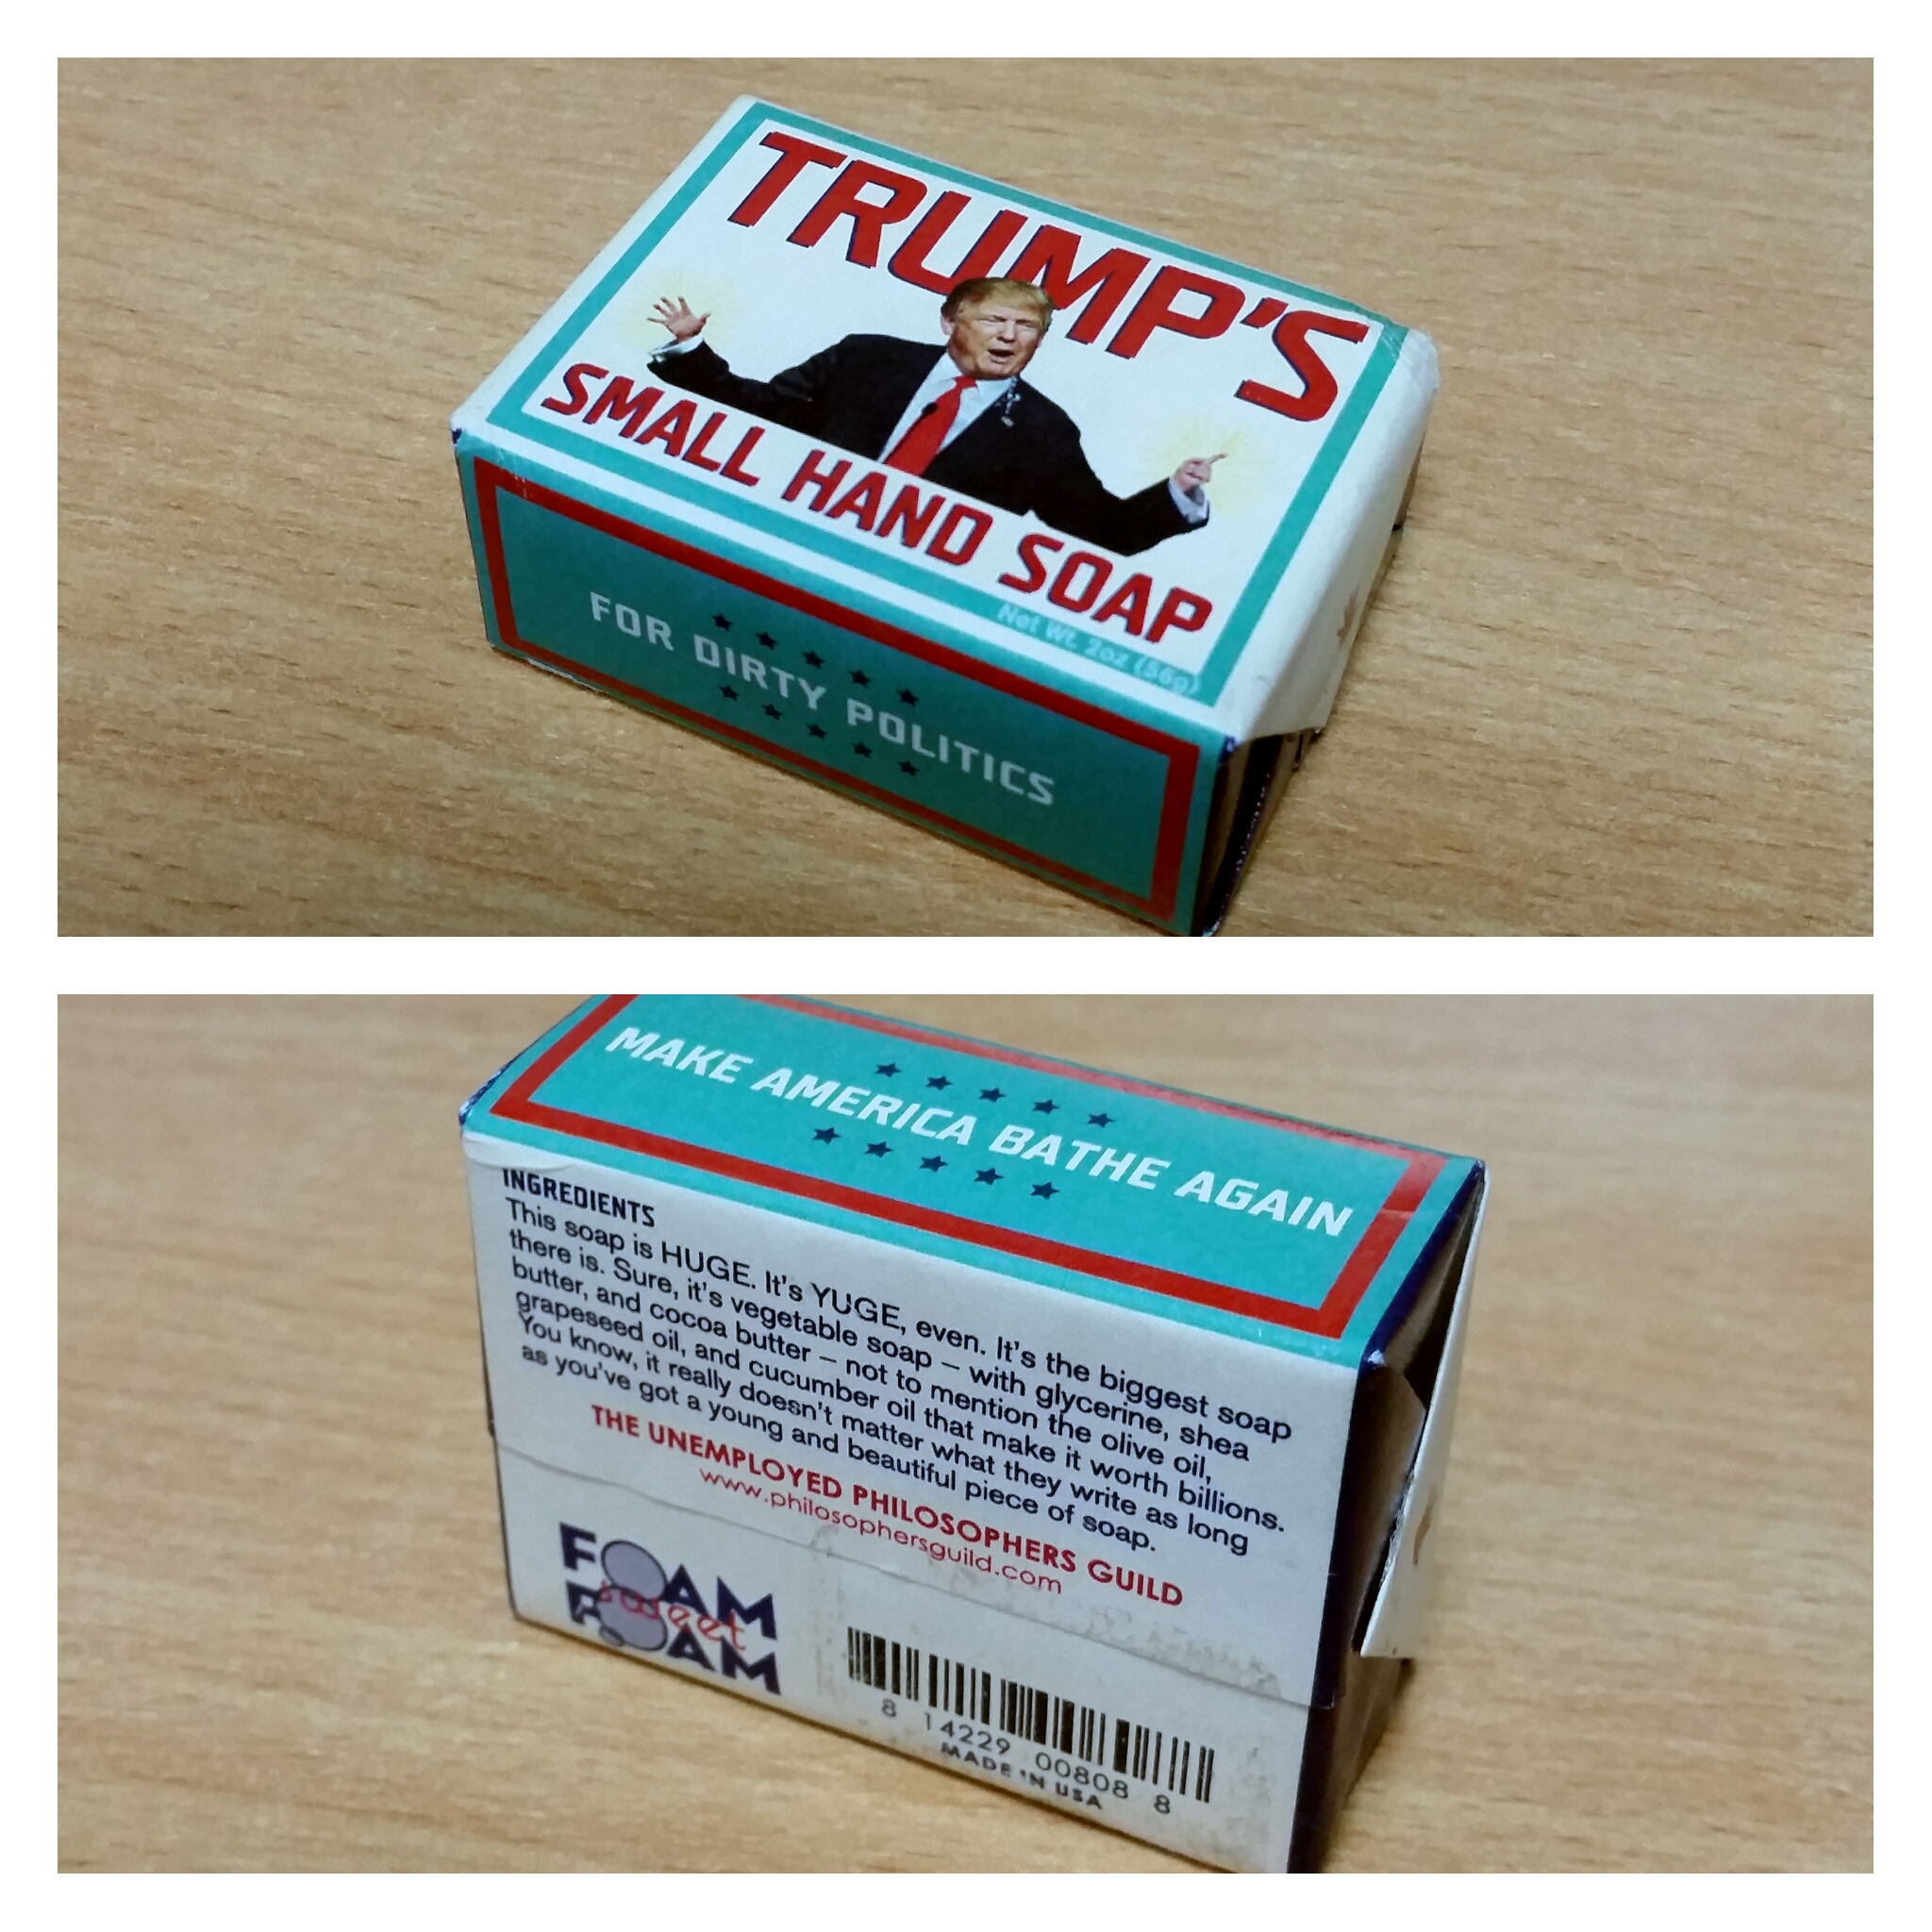 TRUMP'S
SMALL HAND SOAP
Net Wt. 2oz (56g)
FOR DIRTY POLITICS
MAKE AMERICA BATHE AGAIN
INGREDIENTS
This soap is HUGE. It's YUGE, even. It's the biggest soap
there is. Sure, it's vegetable soap – with glycerine, shea
butter, and cocoa butter – not to mention the olive oil,
grapeseed oil, and cucumber oil that make it worth billions.
You know, it really doesn't matter what they write as long
as you've got a young and beautiful piece of soap.
THE UNEMPLOYED PHILOSOPHERS GUILD
www.philosophersguild.com
FOAM
sweet
FOAM
8 14229 00808 8
MADE IN USA